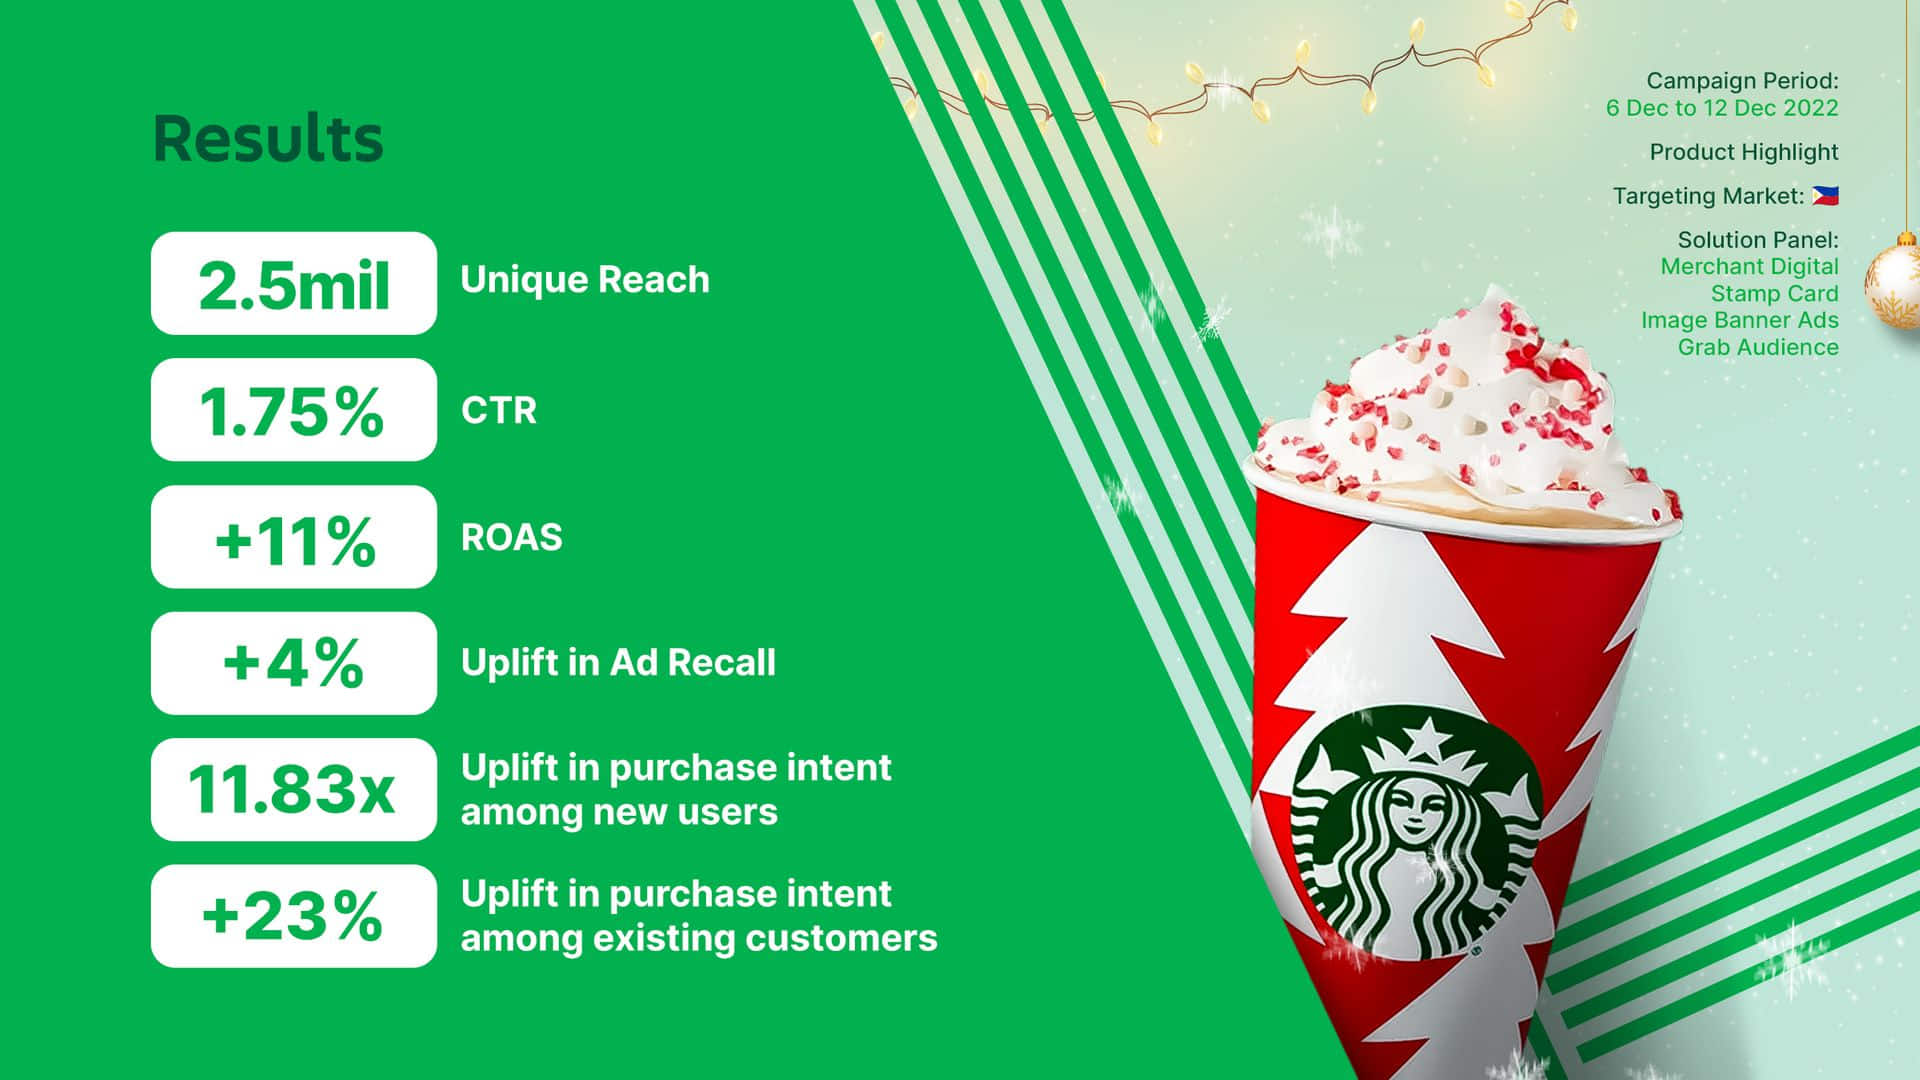 Results
2.5mil
Unique Reach
1.75%
CTR
+11%
ROAS
+4%
Uplift in Ad Recall
11.83x
Uplift in purchase intent
among new users
+23%
Uplift in purchase intent
among existing customers
Campaign Period:
6 Dec to 12 Dec 2022
Product Highlight
Targeting Market: 🇵🇭
Solution Panel:
Merchant Digital
Stamp Card
Image Banner Ads
Grab Audience